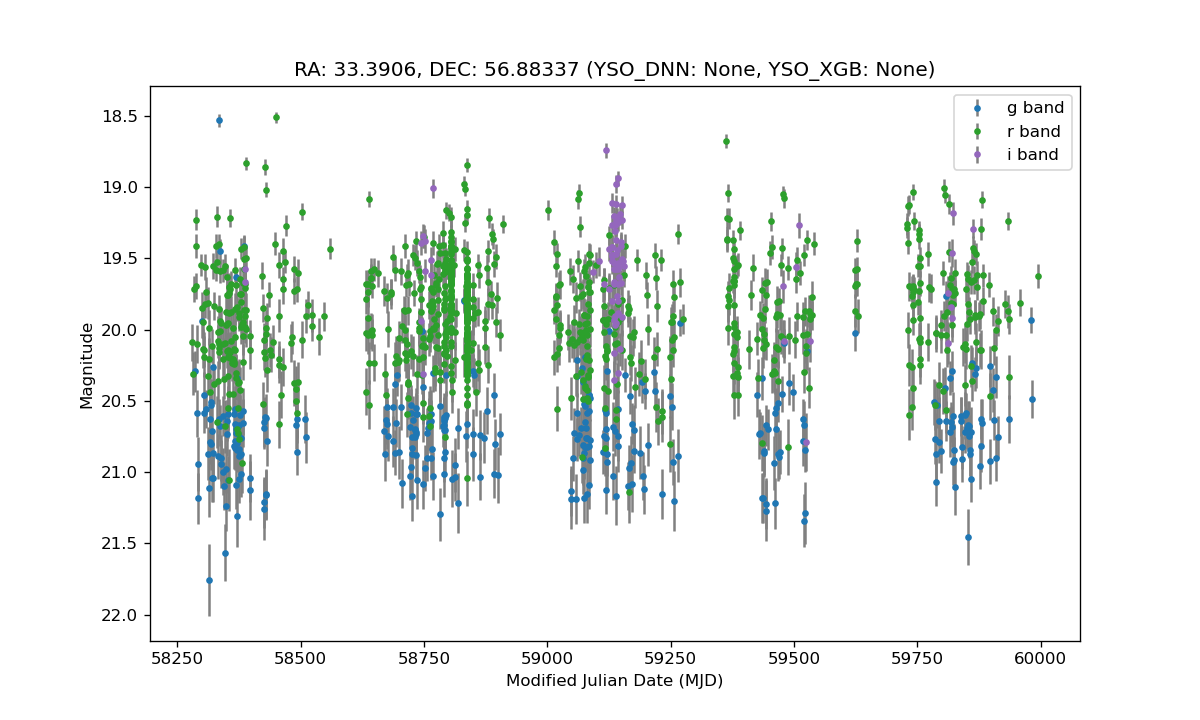 RA: 33.3906, DEC: 56.88337 (YSO_DNN: None, YSO_XGB: None)
g band
r band
i band
18.5
19.0
19.5
20.0
20.5
21.0
21.5
22.0
Magnitude
58250
58500
58750
59000
59250
59500
59750
60000
Modified Julian Date (MJD)